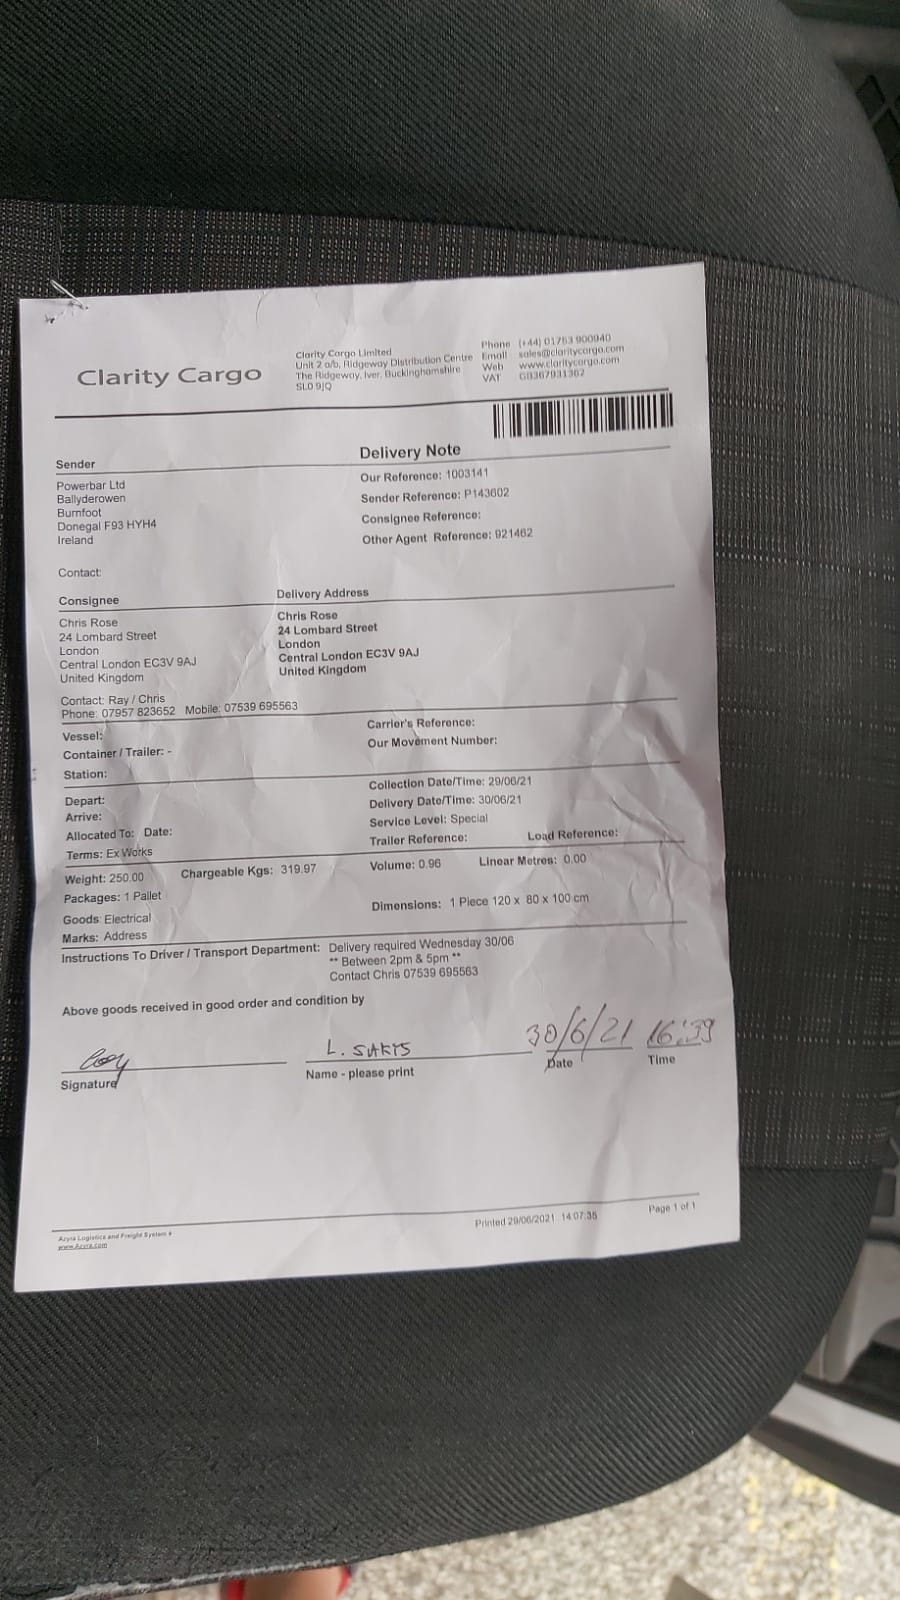 Clarity Cargo
Clarity Cargo Limited
Unit 2 a/b, Ridgeway Distribution Centre
The Ridgeway, Iver, Buckinghamshire
SL0 9JQ
Phone (+44) 01753 900940
Email sales@claritycargo.com
Web www.claritycargo.com
VAT GB367931362
Delivery Note
Sender
Powerbar Ltd
Ballyderowen
Burnfoot
Donegal F93 HYH4
Ireland
Contact:
Our Reference: 1003141
Sender Reference: P143602
Consignee Reference:
Other Agent Reference: 921462
Consignee
Chris Rose
24 Lombard Street
London
Central London EC3V 9AJ
United Kingdom
Delivery Address
Chris Rose
24 Lombard Street
London
Central London EC3V 9AJ
United Kingdom
Contact: Ray / Chris
Phone: 07957 823652 Mobile: 07539 695563
Vessel:
Container / Trailer: -
Station:
Carrier's Reference:
Our Movement Number:
Depart:
Arrive:
Allocated To: Date:
Terms: Ex Works
Collection Date/Time: 29/06/21
Delivery Date/Time: 30/06/21
Service Level: Special
Trailer Reference: Load Reference:
Weight: 250.00 Chargeable Kgs: 319.97 Volume: 0.96 Linear Metres: 0.00
Packages: 1 Pallet
Goods: Electrical Dimensions: 1 Piece 120 x 80 x 100 cm
Marks: Address
Instructions To Driver / Transport Department: Delivery required Wednesday 30/06
** Between 2pm & 5pm **
Contact Chris 07539 695563
Above goods received in good order and condition by
L. SAKIS 30/6/21 16:39
Signature Name - please print Date Time
Azyra Logistics and Freight System ©
www.Azyra.com
Printed 29/06/2021 14:07:35 Page 1 of 1